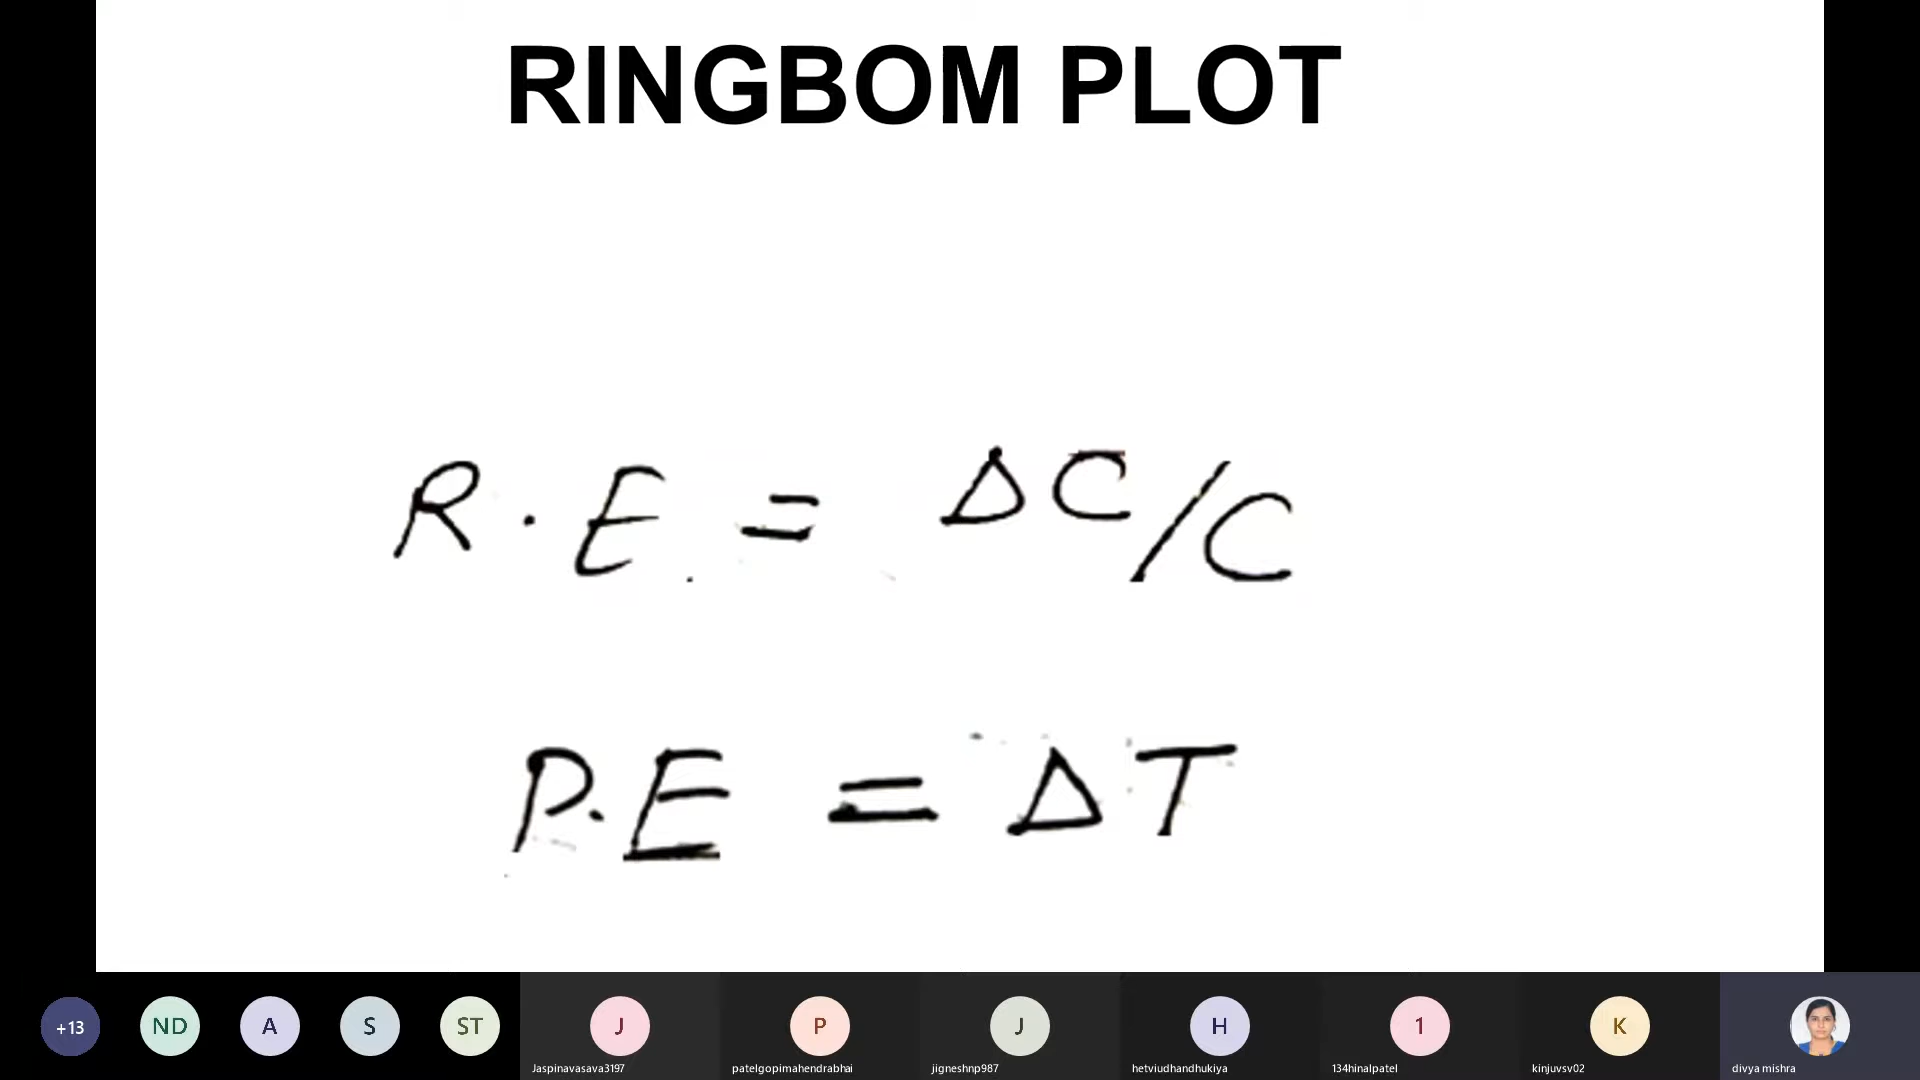 RINGBOM PLOT
R.E. = ΔC/C
P.E = ΔT
+13
ND
A
S
ST
J
P
J
H
1
K
Jaspinavasava3197
patelgopimahendrabhai
jigneshnp987
hetviudhandhukiya
134hinalpatel
kinjuvsv02
divya mishra